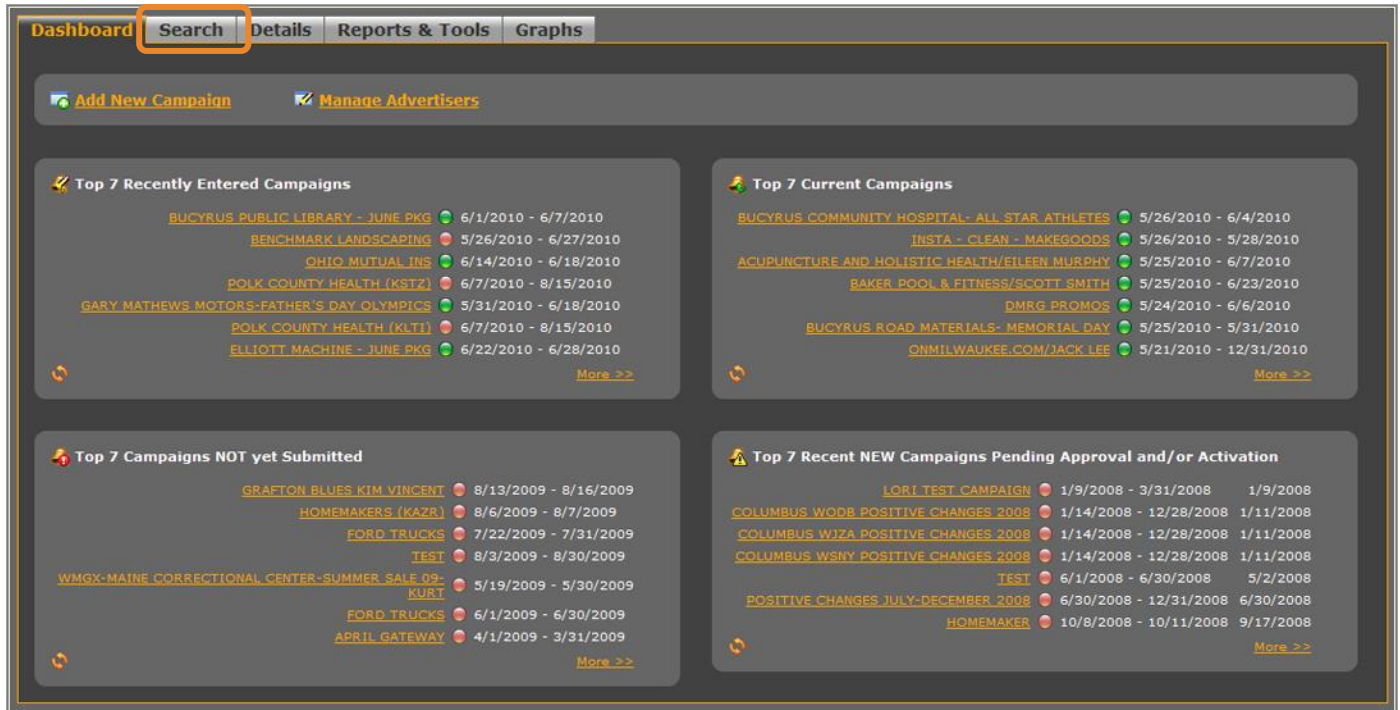 Dashboard Search Details Reports & Tools Graphs
Add New Campaign Manage Advertisers
Top 7 Recently Entered Campaigns
BUCYRUS PUBLIC LIBRARY - JUNE PKG 6/1/2010 - 6/7/2010
BENCHMARK LANDSCAPING 5/26/2010 - 6/27/2010
OHIO MUTUAL INS 6/14/2010 - 6/18/2010
POLK COUNTY HEALTH (KSTZ) 6/7/2010 - 8/15/2010
GARY MATHEWS MOTORS-FATHER'S DAY OLYMPICS 5/31/2010 - 6/18/2010
POLK COUNTY HEALTH (KLTI) 6/7/2010 - 8/15/2010
ELLIOTT MACHINE - JUNE PKG 6/22/2010 - 6/28/2010
More >>
Top 7 Current Campaigns
BUCYRUS COMMUNITY HOSPITAL- ALL STAR ATHLETES 5/26/2010 - 6/4/2010
INSTA - CLEAN - MAKEGOODS 5/26/2010 - 5/28/2010
ACUPUNCTURE AND HOLISTIC HEALTH/EILEEN MURPHY 5/25/2010 - 6/7/2010
BAKER POOL & FITNESS/SCOTT SMITH 5/25/2010 - 6/23/2010
DMRG PROMOS 5/24/2010 - 6/6/2010
BUCYRUS ROAD MATERIALS- MEMORIAL DAY 5/25/2010 - 5/31/2010
ONMILWAUKEE.COM/JACK LEE 5/21/2010 - 12/31/2010
More >>
Top 7 Campaigns NOT yet Submitted
GRAFTON BLUES KIM VINCENT 8/13/2009 - 8/16/2009
HOMEMAKERS (KAZR) 8/6/2009 - 8/7/2009
FORD TRUCKS 7/22/2009 - 7/31/2009
TEST 8/3/2009 - 8/30/2009
WMGX-MAINE CORRECTIONAL CENTER-SUMMER SALE 09-
KURT 5/19/2009 - 5/30/2009
FORD TRUCKS 6/1/2009 - 6/30/2009
APRIL GATEWAY 4/1/2009 - 3/31/2009
More >>
Top 7 Recent NEW Campaigns Pending Approval and/or Activation
LORI TEST CAMPAIGN 1/9/2008 - 3/31/2008 1/9/2008
COLUMBUS WODB POSITIVE CHANGES 2008 1/14/2008 - 12/28/2008 1/11/2008
COLUMBUS WJZA POSITIVE CHANGES 2008 1/14/2008 - 12/28/2008 1/11/2008
COLUMBUS WSNY POSITIVE CHANGES 2008 1/14/2008 - 12/28/2008 1/11/2008
TEST 6/1/2008 - 6/30/2008 5/2/2008
POSITIVE CHANGES JULY-DECEMBER 2008 6/30/2008 - 12/31/2008 6/30/2008
HOMEMAKER 10/8/2008 - 10/11/2008 9/17/2008
More >>